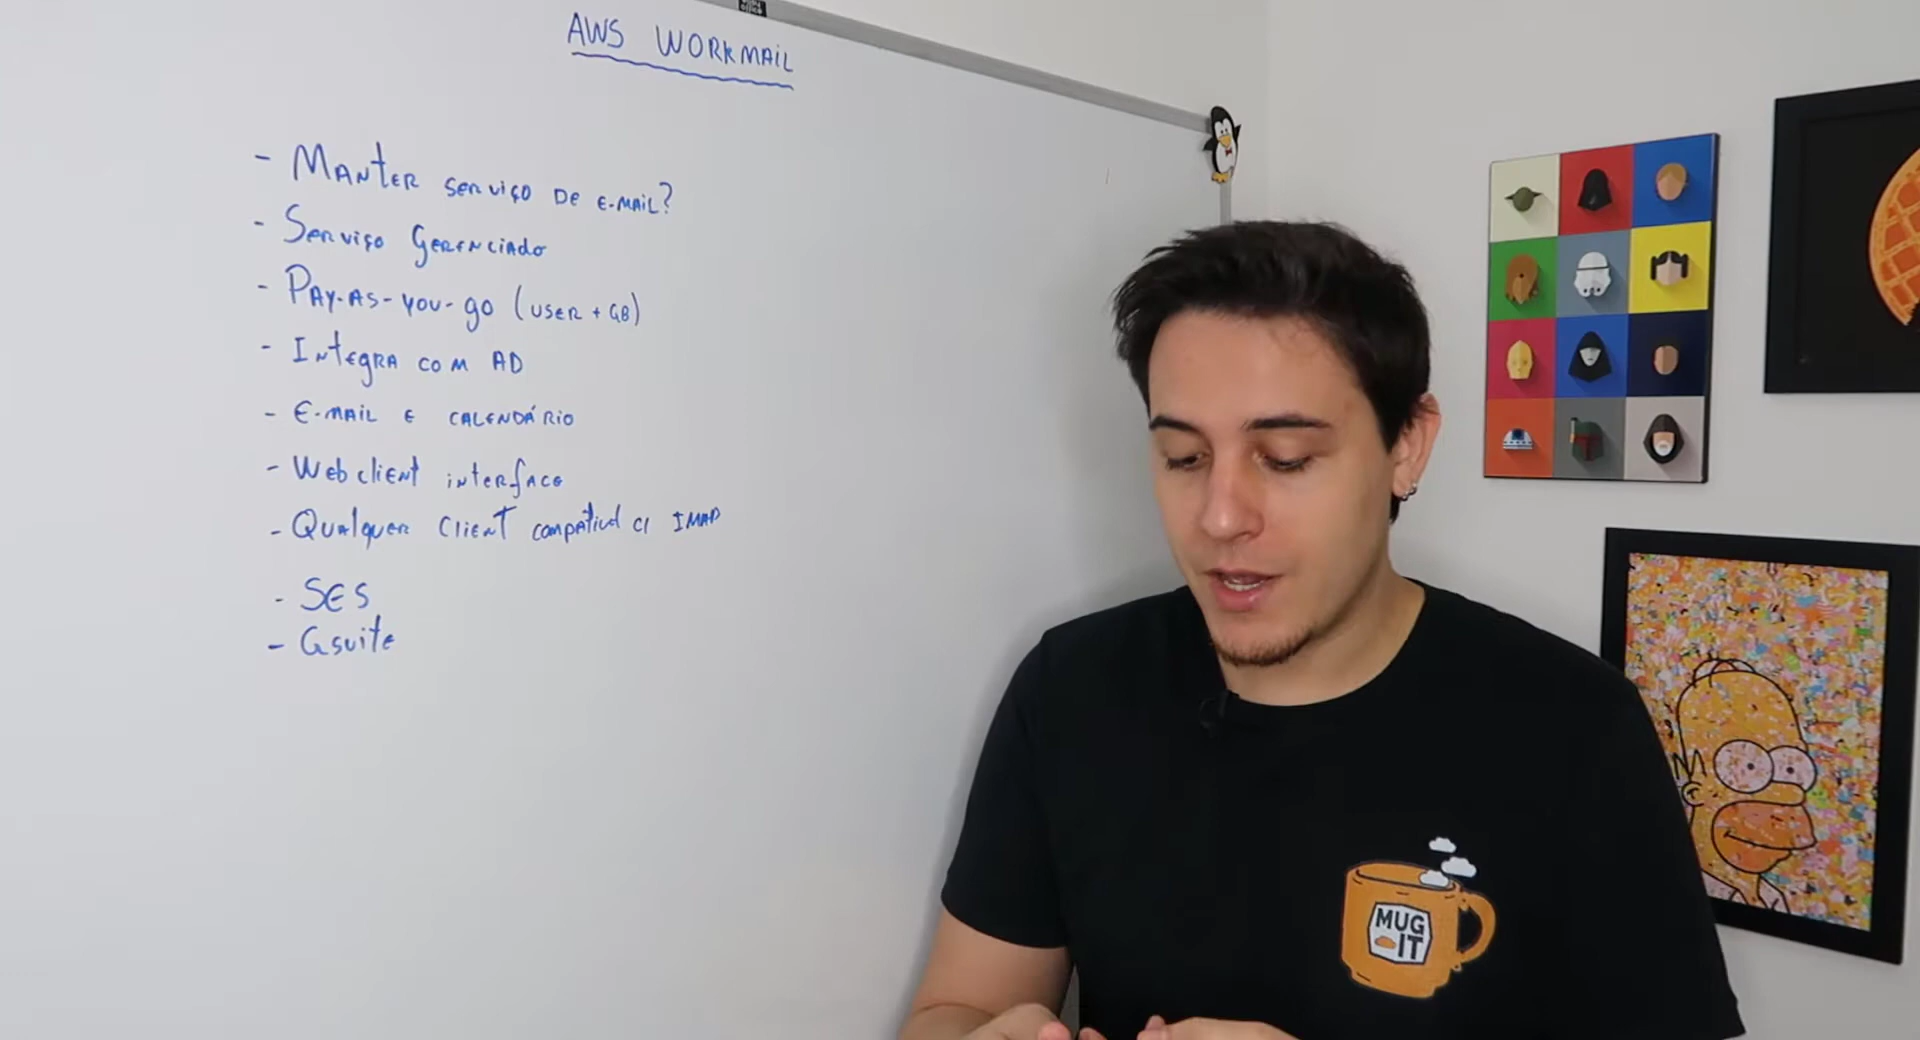 AWS WORKMAIL
- MANTER SERVIÇO DE E-MAIL?
- SERVIÇO GERENCIADO
- PAY-AS-YOU-GO (USER + GB)
- INTEGRA COM AD
- E-MAIL E CALENDÁRIO
- Web client interface
- Qualquer client compatível c/ IMAP
- SES
- Gsuite
MUG
IT